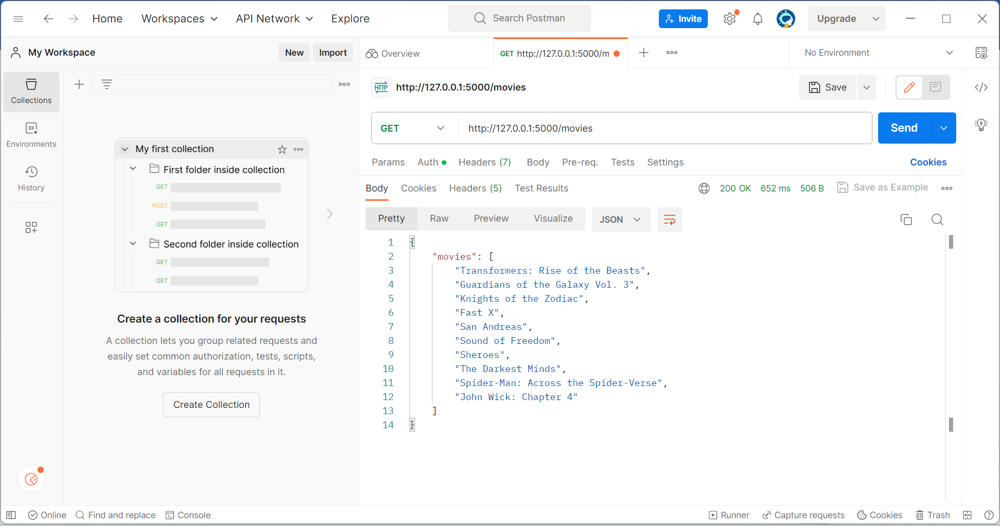 Home Workspaces API Network Explore Search Postman Invite Upgrade
My Workspace New Import
Overview GET http://127.0.0.1:5000/m No Environment
Collections
Environments
History
My first collection
First folder inside collection
GET
POST
GET
Second folder inside collection
GET
GET
Create a collection for your requests
A collection lets you group related requests and
easily set common authorization, tests, scripts,
and variables for all requests in it.
Create Collection
HTTP http://127.0.0.1:5000/movies Save
GET http://127.0.0.1:5000/movies Send
Params Auth Headers (7) Body Pre-req. Tests Settings Cookies
Body Cookies Headers (5) Test Results 200 OK 652 ms 506 B Save as Example
Pretty Raw Preview Visualize JSON
1 {
2 "movies": [
3 "Transformers: Rise of the Beasts",
4 "Guardians of the Galaxy Vol. 3",
5 "Knights of the Zodiac",
6 "Fast X",
7 "San Andreas",
8 "Sound of Freedom",
9 "Sheroes",
10 "The Darkest Minds",
11 "Spider-Man: Across the Spider-Verse",
12 "John Wick: Chapter 4"
13 ]
14 }
Online Find and replace Console Runner Capture requests Cookies Trash